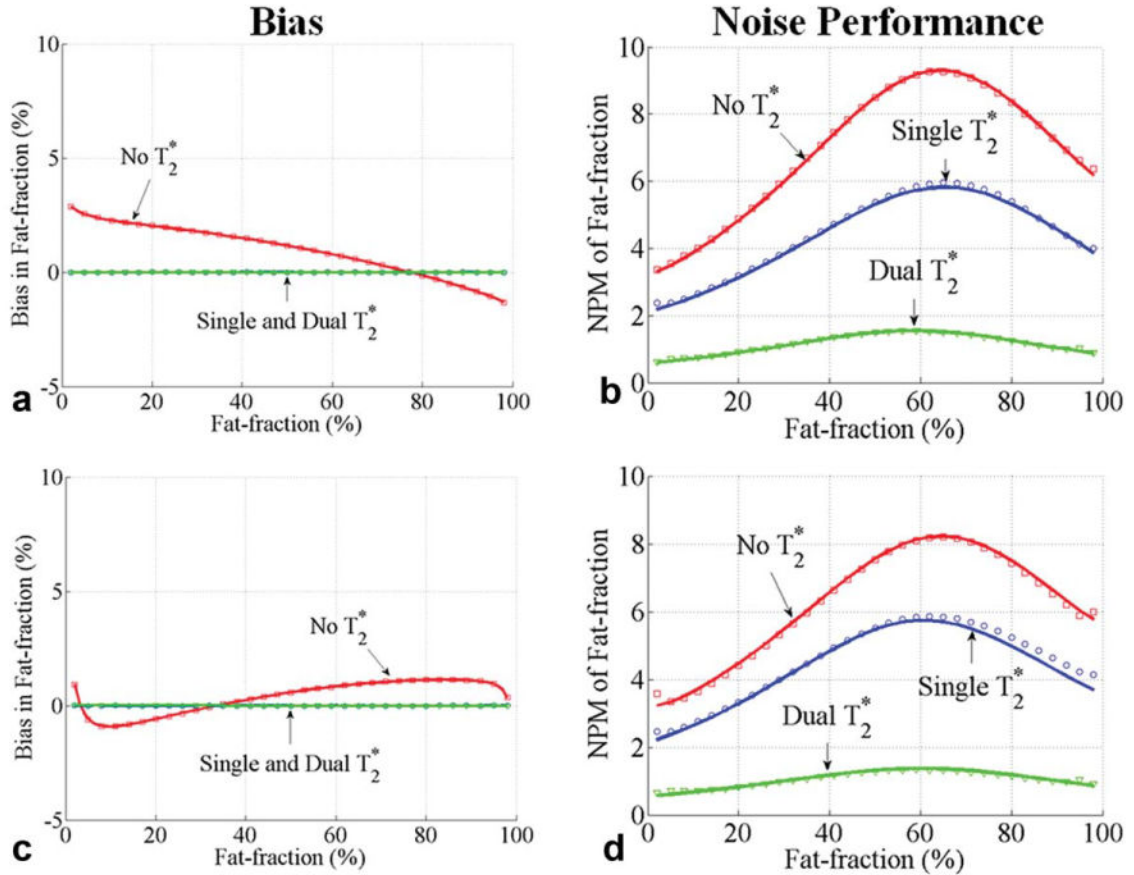 Bias
Noise Performance
10
5
0
-5
Bias in Fat-fraction (%)
No T₂*
Single and Dual T₂*
0 20 40 60 80 100
Fat-fraction (%)
a
10
8
6
4
2
0
NPM of Fat-fraction
No T₂*
Single T₂*
Dual T₂*
0 20 40 60 80 100
Fat-fraction (%)
b
10
5
0
-5
Bias in Fat-fraction (%)
No T₂*
Single and Dual T₂*
0 20 40 60 80 100
Fat-fraction (%)
c
10
8
6
4
2
0
NPM of Fat-fraction
No T₂*
Single T₂*
Dual T₂*
0 20 40 60 80 100
Fat-fraction (%)
d